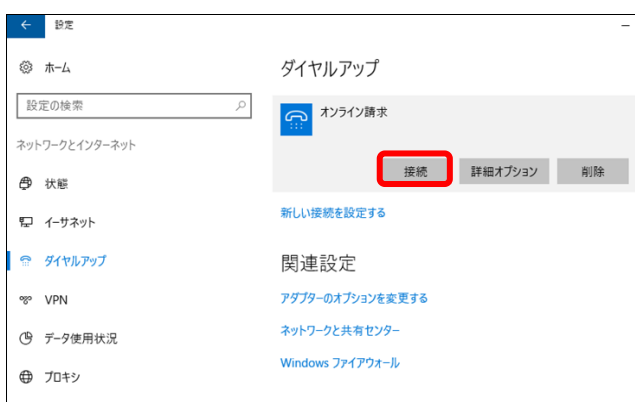 設定
ホーム
設定の検索
ネットワークとインターネット
状態
イーサネット
ダイヤルアップ
VPN
データ使用状況
プロキシ
ダイヤルアップ
オンライン請求
接続
詳細オプション
削除
新しい接続を設定する
関連設定
アダプターのオプションを変更する
ネットワークと共有センター
Windows ファイアウォール